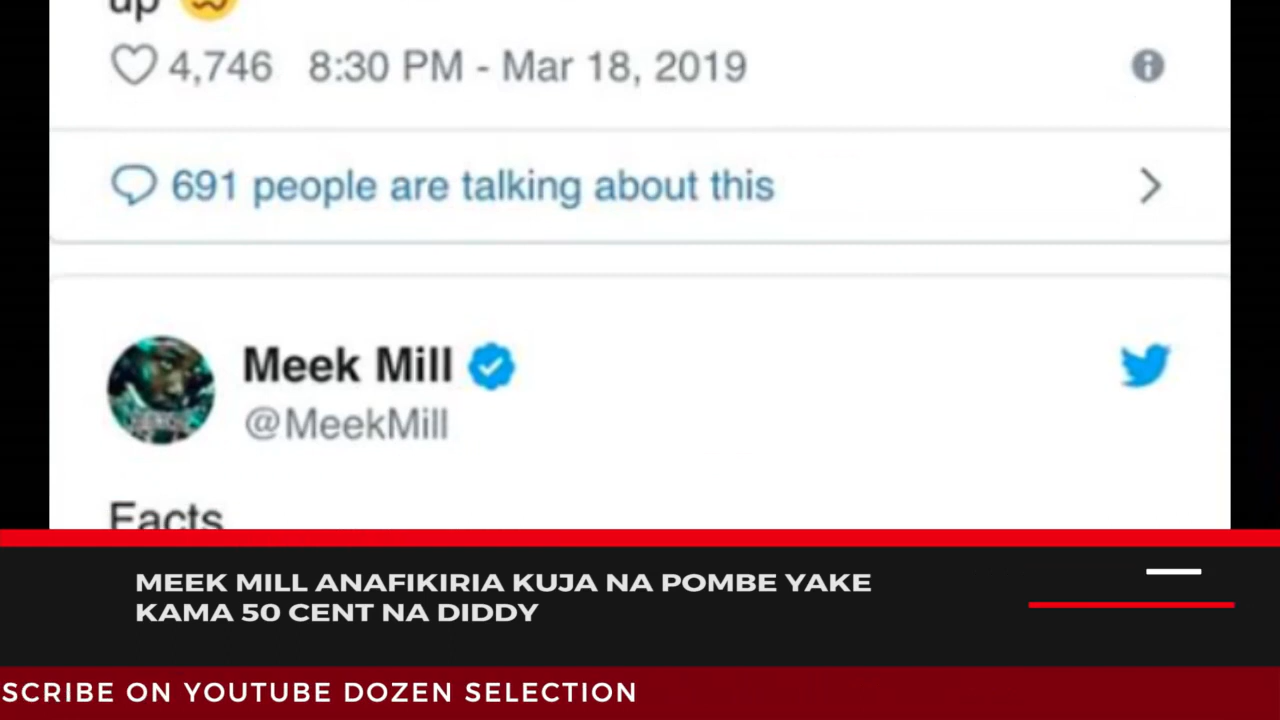 up
4,746 8:30 PM - Mar 18, 2019
691 people are talking about this
Meek Mill
@MeekMill
Facts
MEEK MILL ANAFIKIRIA KUJA NA POMBE YAKE
KAMA 50 CENT NA DIDDY
SCRIBE ON YOUTUBE DOZEN SELECTION